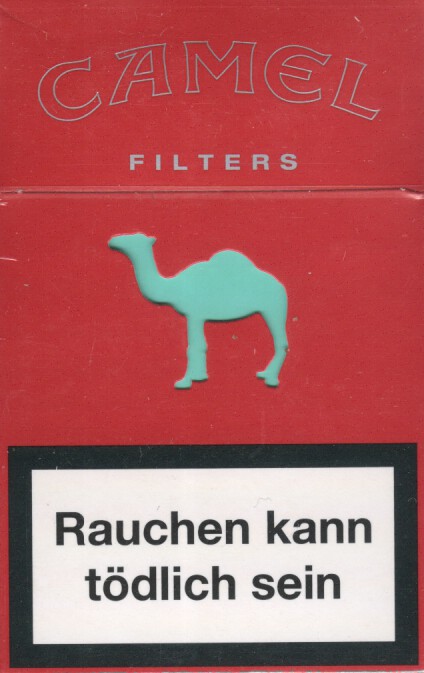 CAMEL
FILTERS
Rauchen kann
tödlich sein